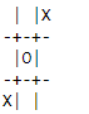 | |X
-+-+-
 |O|
-+-+-
X| |